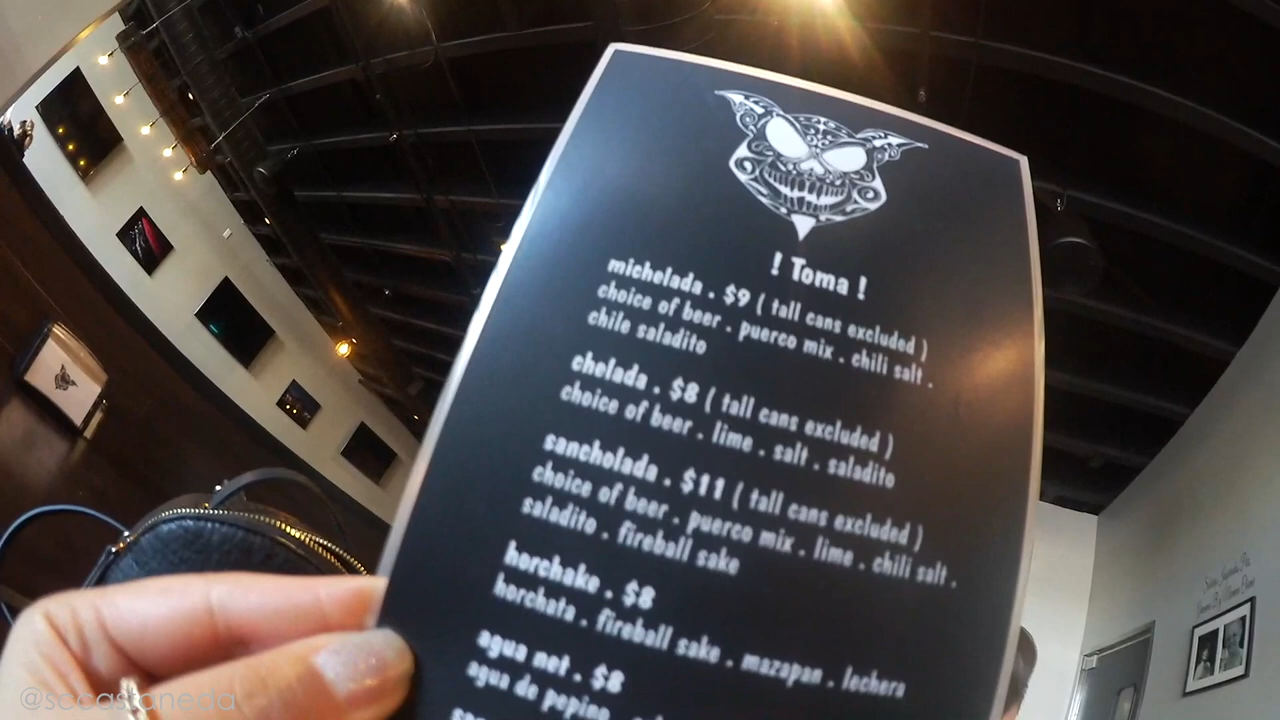 ! Toma !
michelada . $9 ( tall cans excluded )
choice of beer . puerco mix . chili salt .
chile saladito
chelada . $8 ( tall cans excluded )
choice of beer . lime . salt . saladito
sancholada . $11 ( tall cans excluded )
choice of beer . puerco mix . lime . chili salt .
saladito . fireball sake
horchake . $8
horchata . fireball sake . mazapan . lechera
agua net . $8
agua de pepino .
@sccastaneda